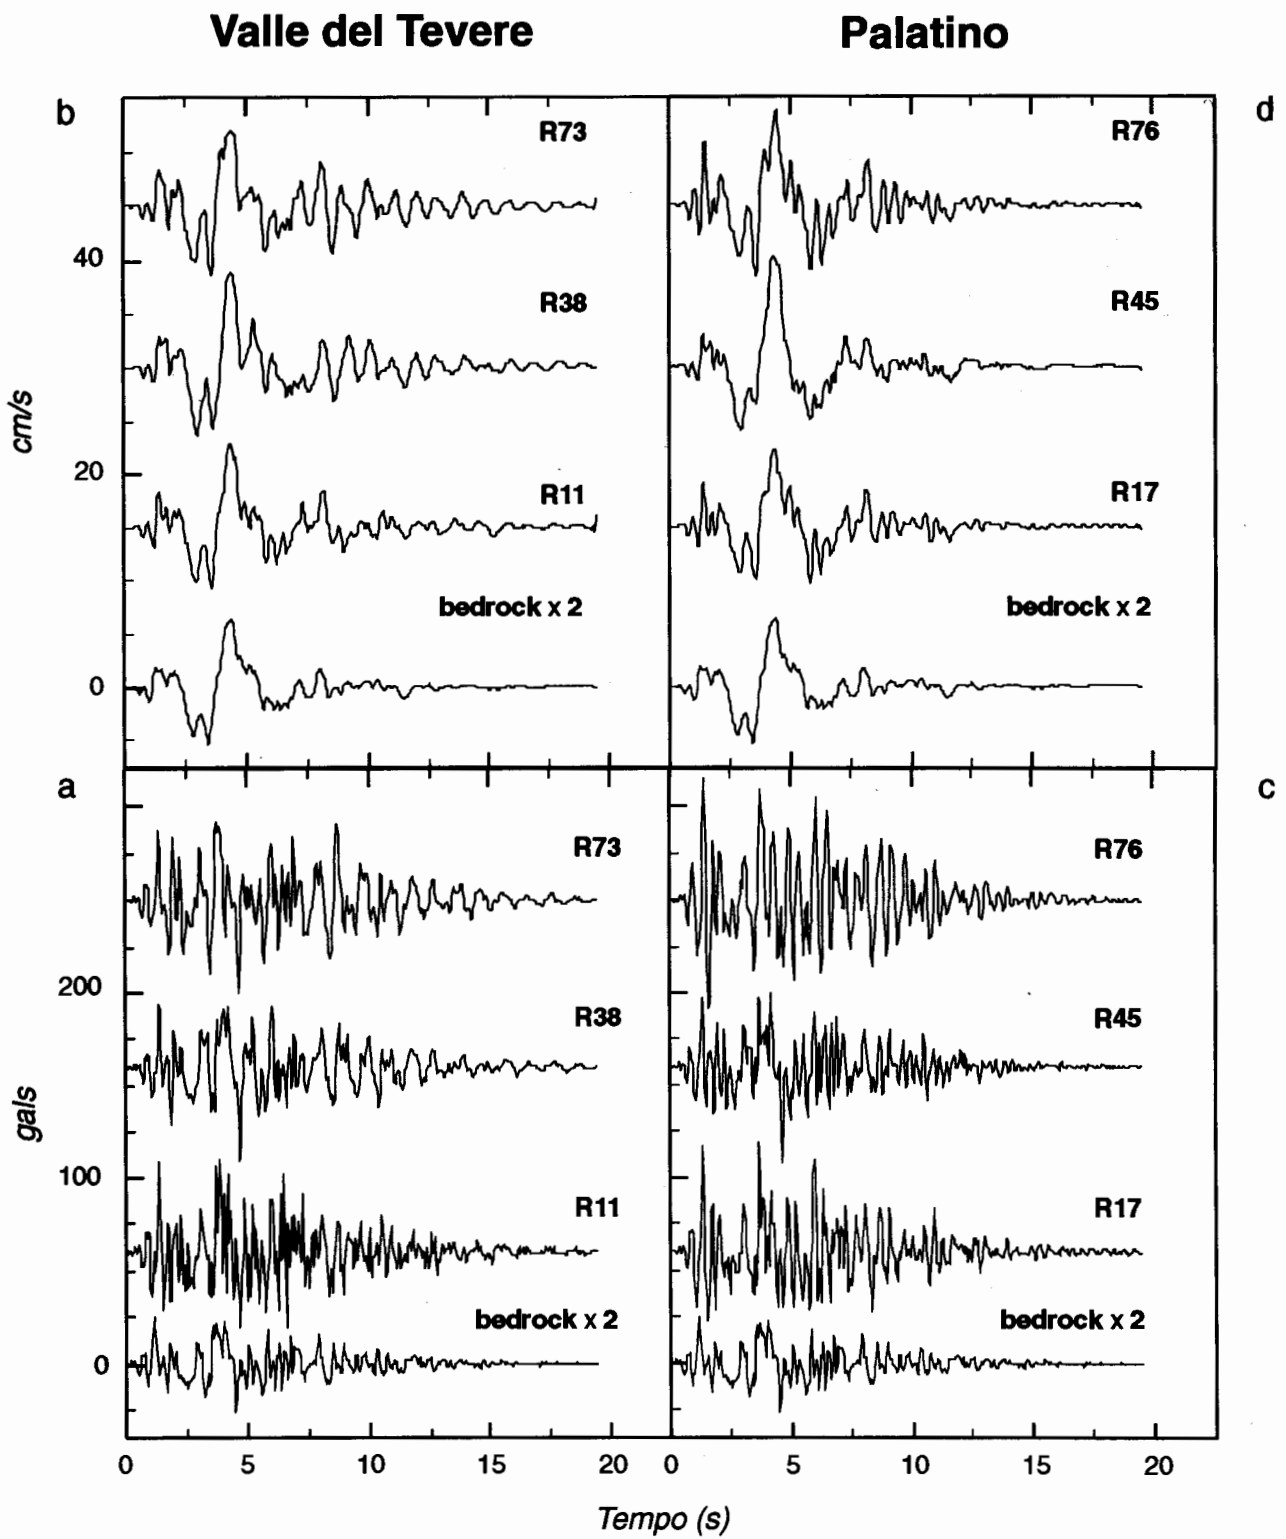 Valle del Tevere
Palatino
b
d
R73
R76
40
R38
R45
cm/s
20
R11
R17
bedrock x 2
bedrock x 2
0
a
c
R73
R76
200
R38
R45
gals
100
R11
R17
bedrock x 2
bedrock x 2
0
0 5 10 15 20 0 5 10 15 20
Tempo (s)